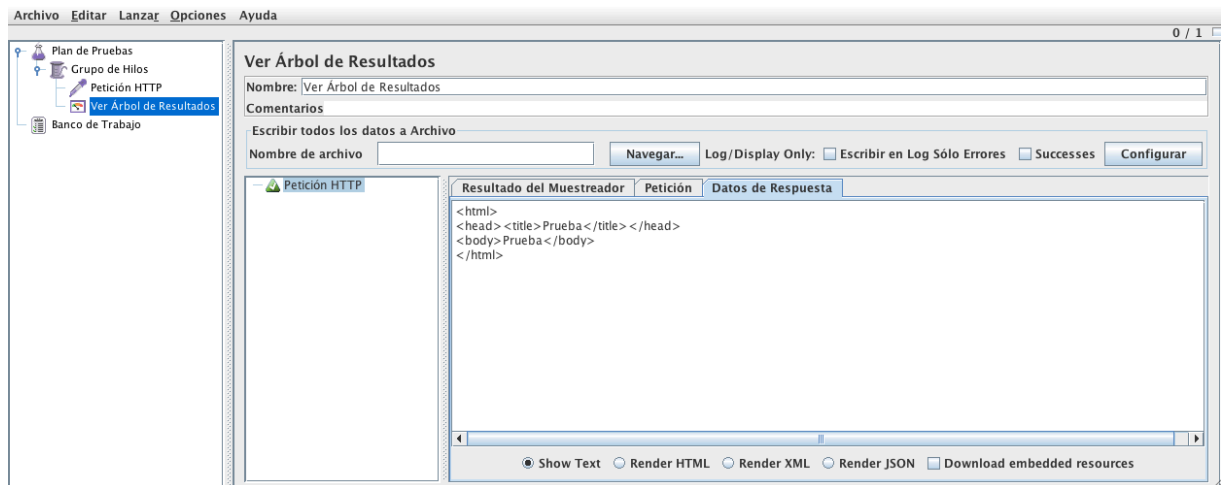 Archivo Editar Lanzar Opciones Ayuda
0 / 1
Plan de Pruebas
Grupo de Hilos
Petición HTTP
Ver Árbol de Resultados
Banco de Trabajo
Ver Árbol de Resultados
Nombre: Ver Árbol de Resultados
Comentarios
Escribir todos los datos a Archivo
Nombre de archivo Navegar... Log/Display Only: Escribir en Log Sólo Errores Successes Configurar
Petición HTTP
Resultado del Muestreador Petición Datos de Respuesta
<html>
<head><title>Prueba</title></head>
<body>Prueba</body>
</html>
Show Text Render HTML Render XML Render JSON Download embedded resources